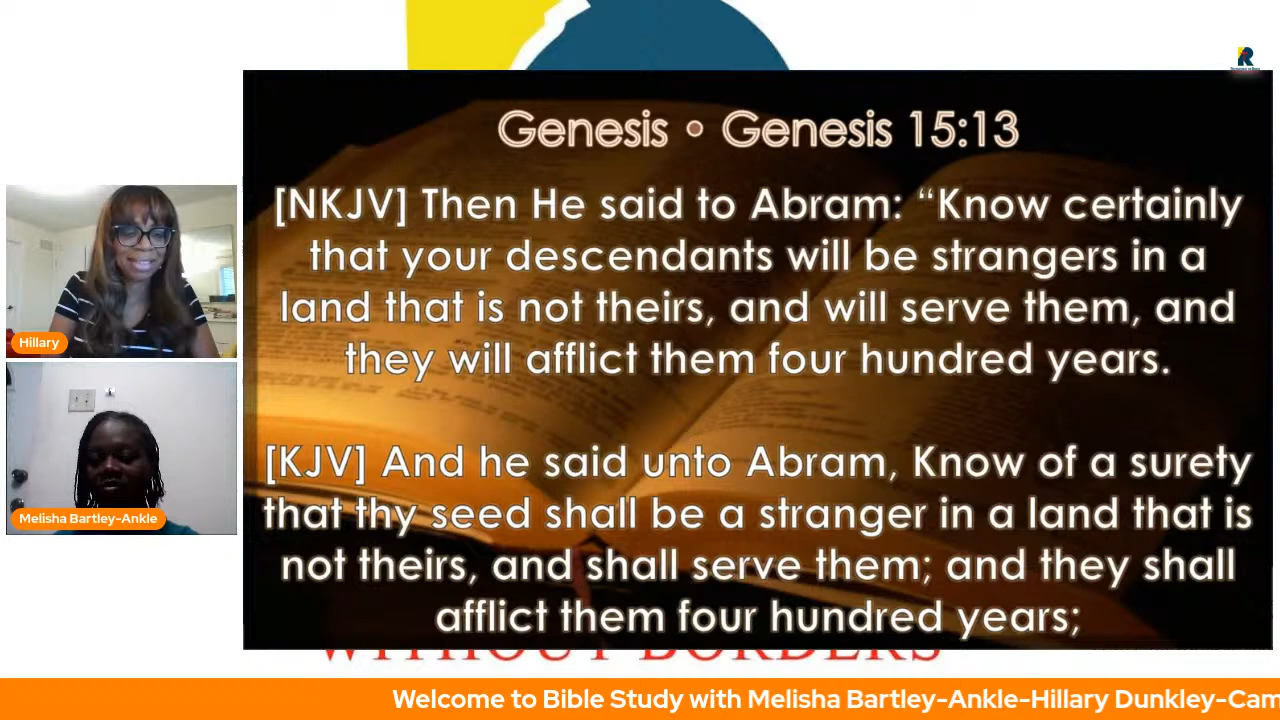 Genesis • Genesis 15:13
[NKJV] Then He said to Abram: “Know certainly
that your descendants will be strangers in a
land that is not theirs, and will serve them, and
they will afflict them four hundred years.
[KJV] And he said unto Abram, Know of a surety
that thy seed shall be a stranger in a land that is
not theirs, and shall serve them; and they shall
afflict them four hundred years;
Hillary
Melisha Bartley-Ankle
WITHOUT BORDERS
Welcome to Bible Study with Melisha Bartley-Ankle-Hillary Dunkley-Cam